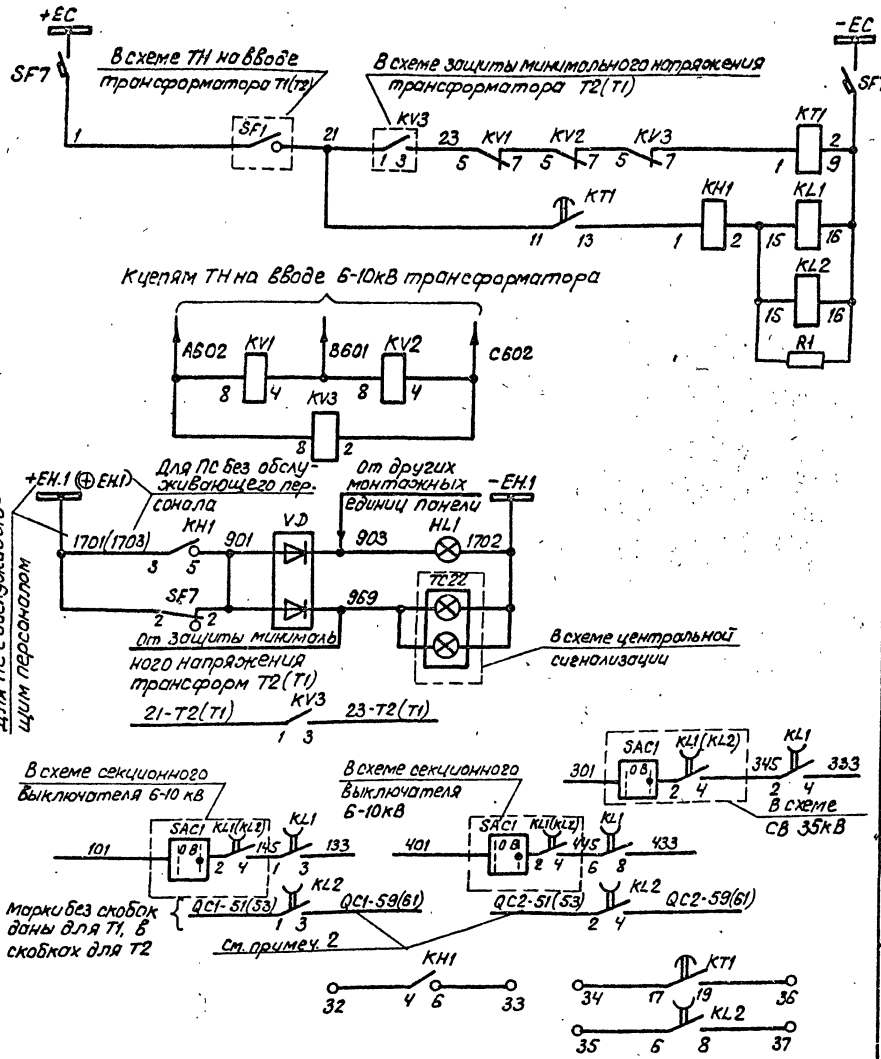 +ЕС
-ЕС
SF7
В схеме ТН на вводе
трансформатора Т1(Т2)
В схеме защиты минимального напряжения
трансформатора Т2(Т1)
SF7
1
SF1
21
KV3
1 3
23
KV1
5 7
KV2
5 7
KV3
5 7
KT1
1 2
9
KT1
11 13
KH1
1 2
KL1
15 16
KL2
15 16
R1
К цепям ТН на вводе 6-10кВ трансформатора
А602
KV1
8 4
В601
KV2
8 4
С602
KV3
8 2
+ЕН.1 (⊕ЕН.1)
Для ПС без обслу-
живающего пер-
сонала
От других
монтажных
единиц панели
-ЕН.1
1701(1703)
KH1
3 5
901
VD
903
HL1
1702
SF7
2 2
969
TC22
щим персоналом
От защиты минималь
ного напряжения
трансформ Т2(Т1)
В схеме центральной
сигнализации
21-Т2(Т1)
KV3
1 3
23-Т2(Т1)
301
SAC1
0 В
KL1(KL2)
2 4
345
KL1
2 4
333
В схеме
СВ 35кВ
В схеме секционного
выключателя 6-10 кВ
В схеме секционного
выключателя
6-10кВ
101
SAC1
0 В
KL1(KL2)
2 4
145
KL1
1 3
133
401
SAC1
0 В
KL1(KL2)
2 4
445
KL1
6 8
433
QC1-51(53)
KL2
1 3
QC1-59(61)
QC2-51(53)
KL2
2 4
QC2-59(61)
Марки без скобок
даны для Т1, в
скобках для Т2
См. примеч. 2
32
KH1
4 6
33
34
KT1
17 19
36
35
KL2
6 8
37